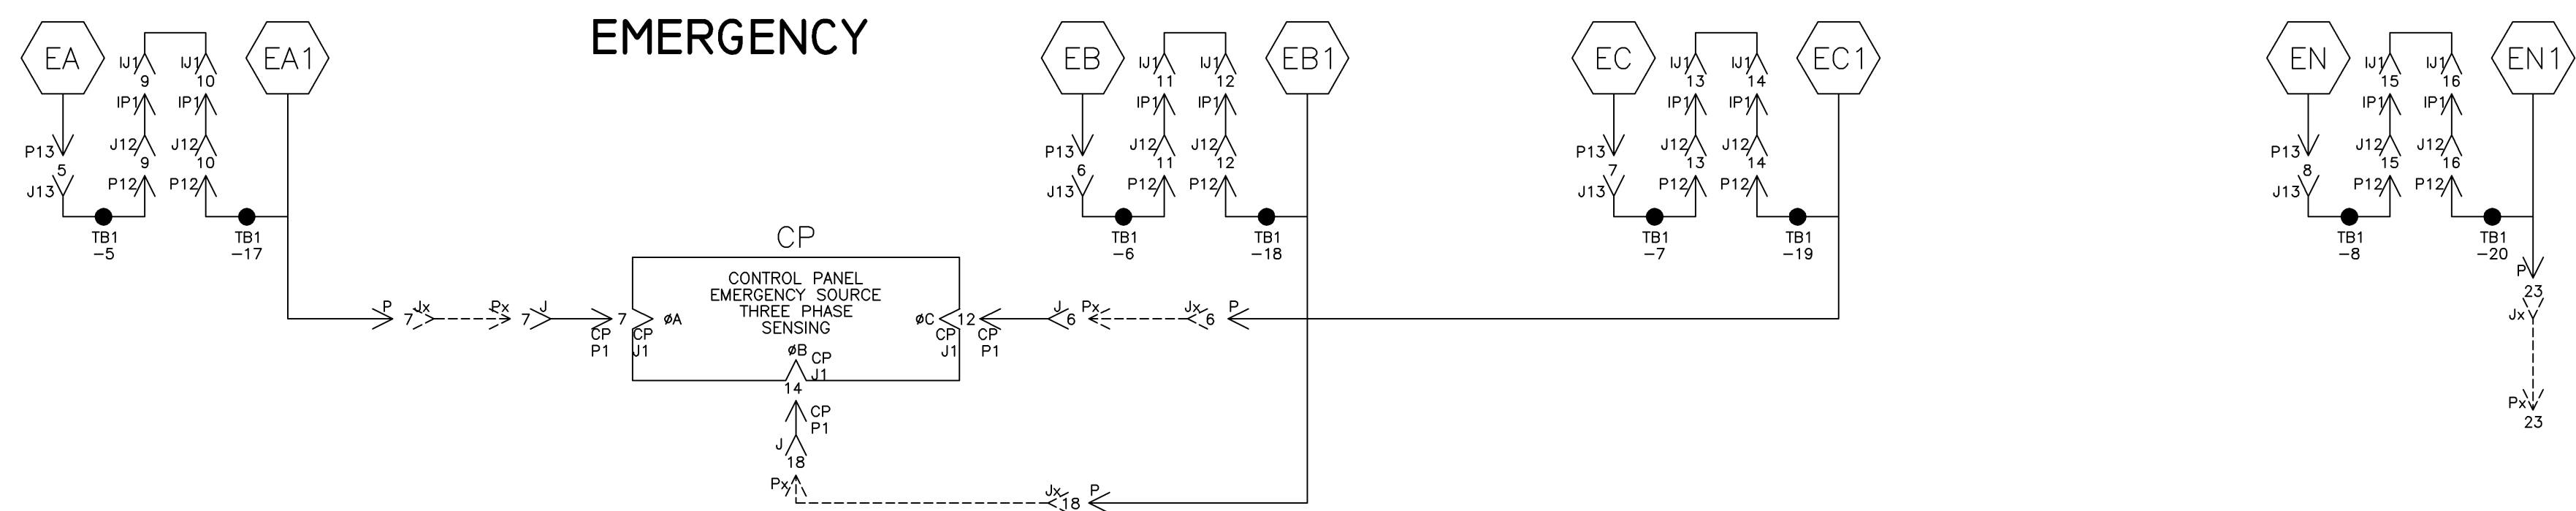 EMERGENCY
EA
IJ1
9
IJ1
10
EA1
IP1
IP1
P13
5
J13
J12
9
J12
10
P12
P12
TB1
-5
TB1
-17
EB
IJ1
11
IJ1
12
EB1
IP1
IP1
P13
6
J13
J12
11
J12
12
P12
P12
TB1
-6
TB1
-18
EC
IJ1
13
IJ1
14
EC1
IP1
IP1
P13
7
J13
J12
13
J12
14
P12
P12
TB1
-7
TB1
-19
EN
IJ1
15
IJ1
16
EN1
IP1
IP1
P13
8
J13
J12
15
J12
16
P12
P12
TB1
-8
TB1
-20
P
23
Jx
Px
23
CP
CONTROL PANEL
EMERGENCY SOURCE
THREE PHASE
SENSING
P
7
Jx
Px
7
J
7
CP
P1
CP
J1
øA
øC
12
CP
J1
CP
P1
J
6
Px
Jx
6
P
øB
CP
J1
14
CP
P1
J
18
Px
Jx
18
P